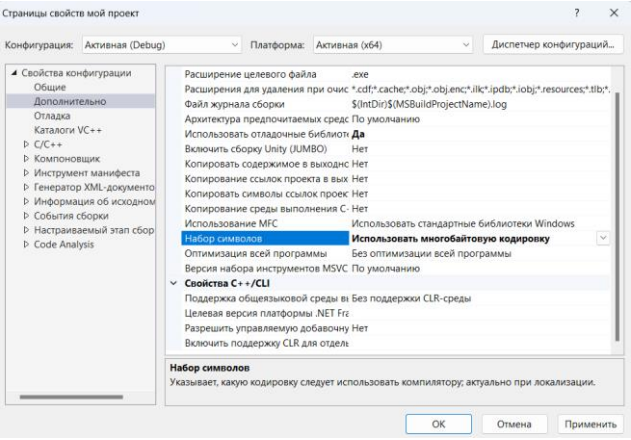 Страницы свойств мой проект ? ×
Конфигурация: Активная (Debug) Платформа: Активная (x64) Диспетчер конфигураций...
Свойства конфигурации
Общие
Дополнительно
Отладка
Каталоги VC++
C/C++
Компоновщик
Инструмент манифеста
Генератор XML-документо
Информация об исходном
События сборки
Настраиваемый этап сбор
Code Analysis
Расширение целевого файла .exe
Расширения для удаления при очис *.cdf;*.cache;*.obj;*.obj.enc;*.ilk;*.ipdb;*.iobj;*.resources;*.tlb;*.
Файл журнала сборки $(IntDir)$(MSBuildProjectName).log
Архитектура предпочитаемых средс По умолчанию
Использовать отладочные библиоте Да
Включить сборку Unity (JUMBO) Нет
Копировать содержимое в выходнс Нет
Копирование ссылок проекта в вых Нет
Копировать символы ссылок проек Нет
Копирование среды выполнения С- Нет
Использование MFC Использовать стандартные библиотеки Windows
Набор символов Использовать многобайтовую кодировку
Оптимизация всей программы Без оптимизации всей программы
Версия набора инструментов MSVC По умолчанию
Свойства C++/CLI
Поддержка общеязыковой среды вы Без поддержки CLR-среды
Целевая версия платформы .NET Fra
Разрешить управляемую добавочну Нет
Включить поддержку CLR для отдель
Набор символов
Указывает, какую кодировку следует использовать компилятору; актуально при локализации.
ОК Отмена Применить